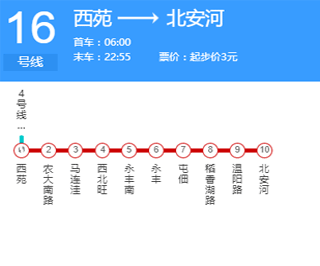 16
号线
西苑 → 北安河
首车：06:00
末车：22:55 票价：起步价3元
4号线...
2 3 4 5 6 7 8 9 10
西苑
农大南路
马连洼
西北旺
永丰南
永丰
屯佃
稻香湖路
温阳路
北安河